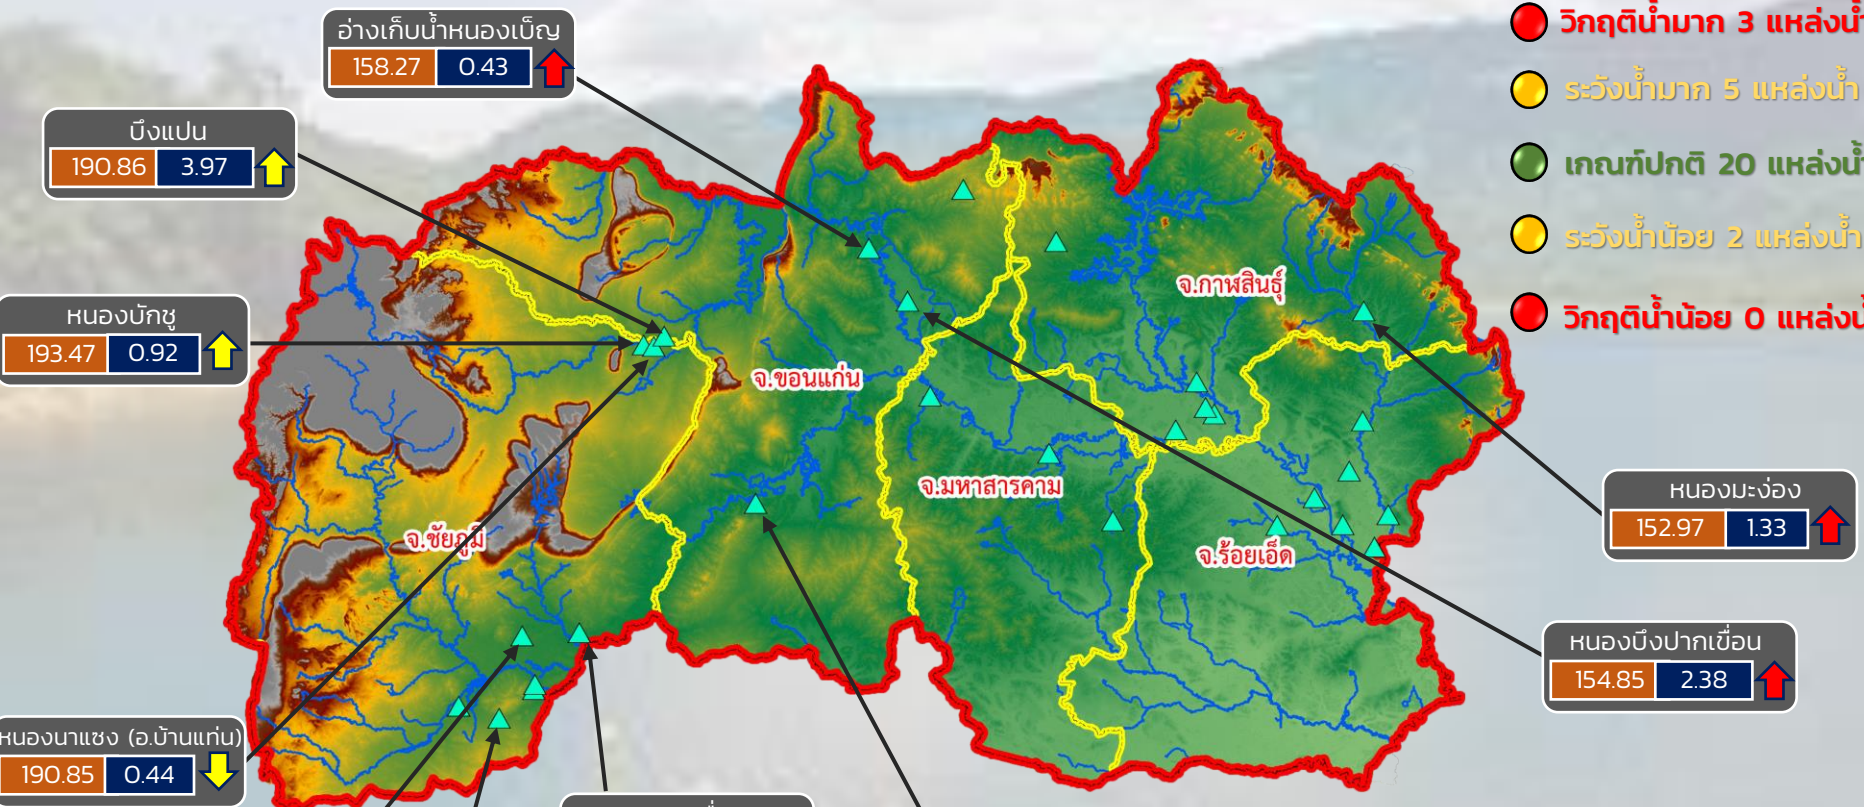 อ่างเก็บน้ำหนองเบ็ญ
158.27 0.43
บึงแปน
190.86 3.97
หนองบักชู
193.47 0.92
หนองนาแซง (อ.บ้านแท่น)
190.85 0.44
วิกฤติน้ำมาก 3 แหล่งน้ำ
ระวังน้ำมาก 5 แหล่งน้ำ
เกณฑ์ปกติ 20 แหล่งน้ำ
ระวังน้ำน้อย 2 แหล่งน้ำ
วิกฤติน้ำน้อย 0 แหล่งน้ำ
จ.กาฬสินธุ์
จ.ขอนแก่น
จ.มหาสารคาม
จ.ชัยภูมิ
จ.ร้อยเอ็ด
หนองมะง่อง
152.97 1.33
หนองบึงปากเขื่อน
154.85 2.38